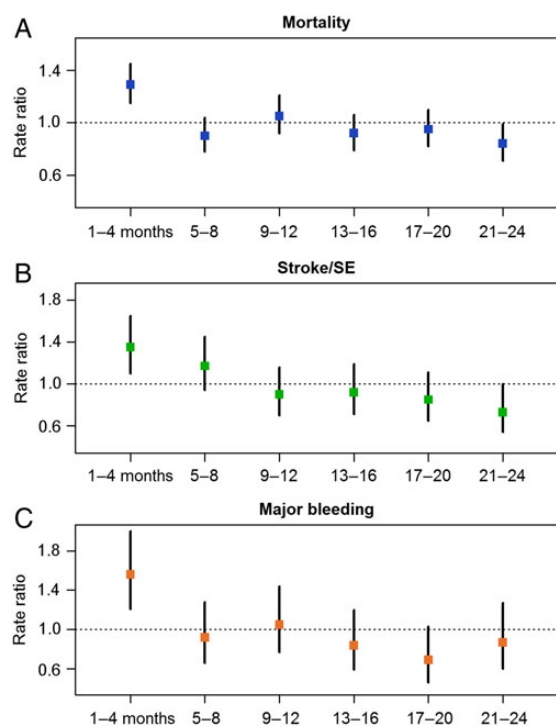 A
Mortality
Rate ratio
1.4
1.0
0.6
1–4 months 5–8 9–12 13–16 17–20 21–24
B
Stroke/SE
Rate ratio
1.8
1.4
1.0
0.6
1–4 months 5–8 9–12 13–16 17–20 21–24
C
Major bleeding
Rate ratio
1.8
1.4
1.0
0.6
1–4 months 5–8 9–12 13–16 17–20 21–24